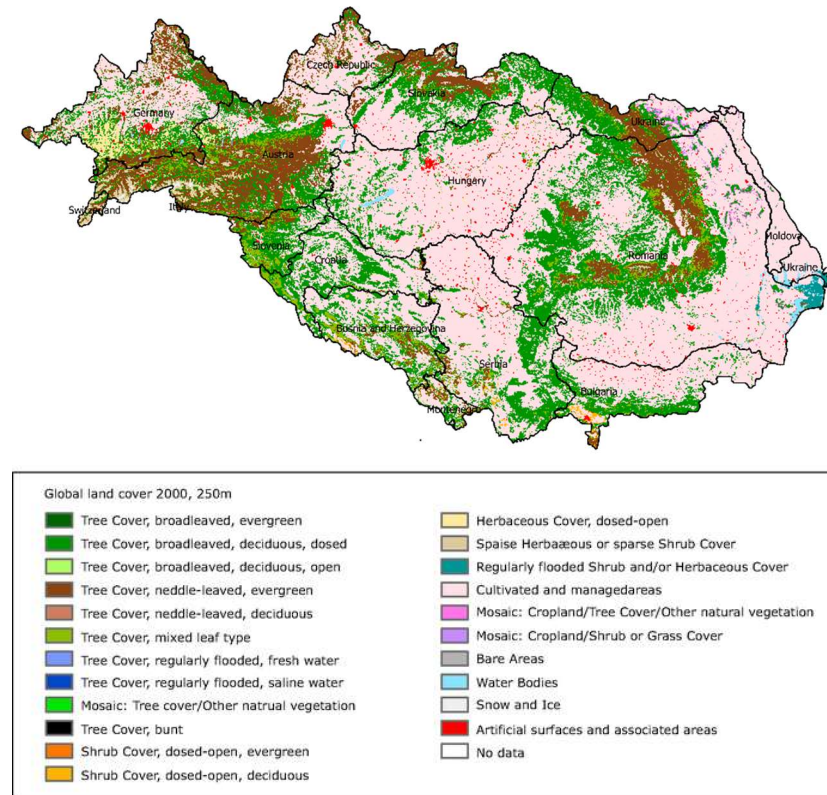 Czech Republic
Slovakia
Germany
Ukraine
Austria
Hungary
Switzerland
Italy
Slovenia
Croatia
Romania
Moldova
Ukraine
Bosnia and Herzegovina
Serbia
Bulgaria
Montenegro
Global land cover 2000, 250m
Tree Cover, broadleaved, evergreen
Tree Cover, broadleaved, deciduous, dosed
Tree Cover, broadleaved, deciduous, open
Tree Cover, neddle-leaved, evergreen
Tree Cover, neddle-leaved, deciduous
Tree Cover, mixed leaf type
Tree Cover, regularly flooded, fresh water
Tree Cover, regularly flooded, saline water
Mosaic: Tree cover/Other natrual vegetation
Tree Cover, bunt
Shrub Cover, dosed-open, evergreen
Shrub Cover, dosed-open, deciduous
Herbaceous Cover, dosed-open
Spaise Herbaæous or sparse Shrub Cover
Regularly flooded Shrub and/or Herbaceous Cover
Cultivated and managedareas
Mosaic: Cropland/Tree Cover/Other natural vegetation
Mosaic: Cropland/Shrub or Grass Cover
Bare Areas
Water Bodies
Snow and Ice
Artificial surfaces and associated areas
No data